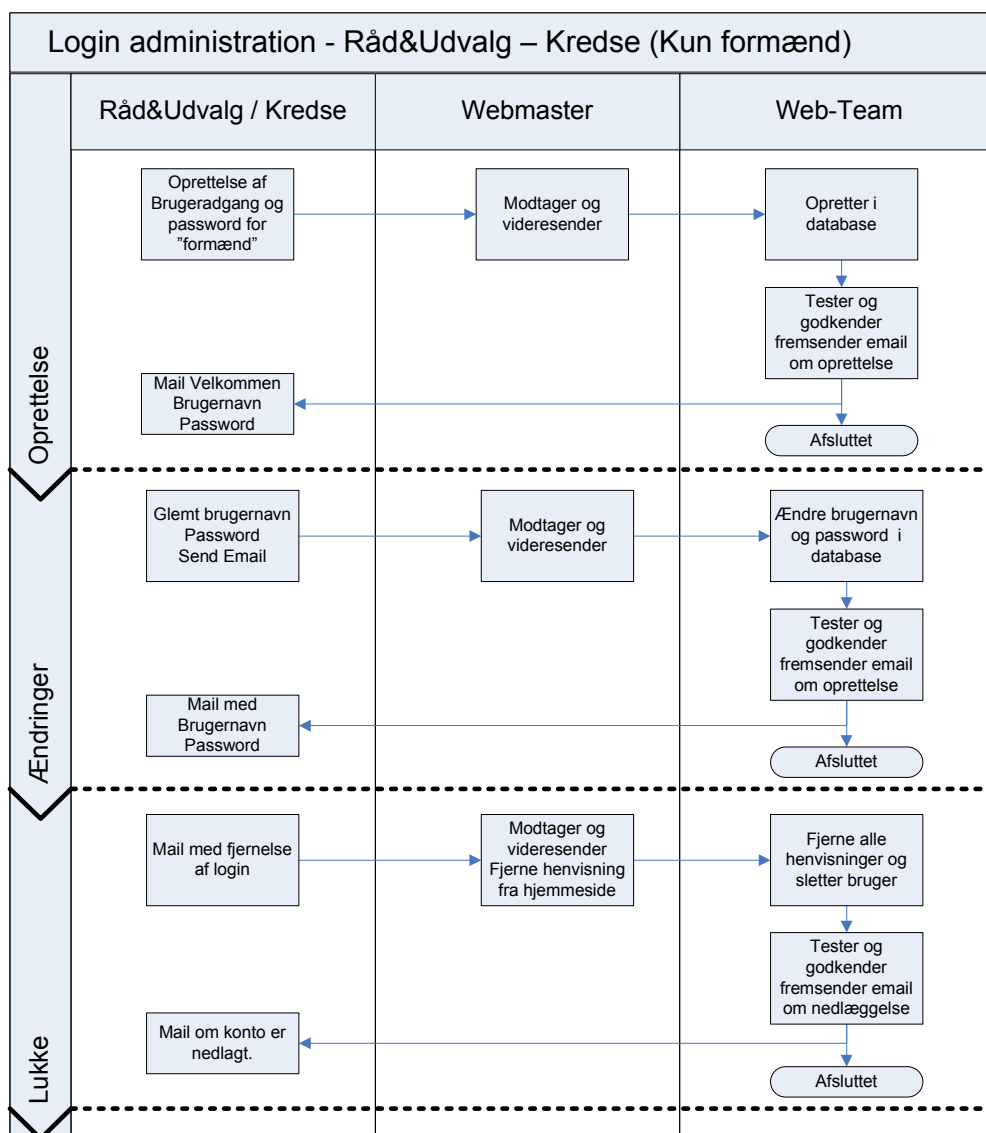 Login administration - Råd&Udvalg – Kredse (Kun formænd)
Råd&Udvalg / Kredse
Webmaster
Web-Team
Oprettelse
Oprettelse af
Brugeradgang og
password for
”formænd”
Modtager og
videresender
Opretter i
database
Tester og
godkender
fremsender email
om oprettelse
Mail Velkommen
Brugernavn
Password
Afsluttet
Ændringer
Glemt brugernavn
Password
Send Email
Modtager og
videresender
Ændre brugernavn
og password i
database
Tester og
godkender
fremsender email
om oprettelse
Mail med
Brugernavn
Password
Afsluttet
Lukke
Mail med fjernelse
af login
Modtager og
videresender
Fjerne henvisning
fra hjemmeside
Fjerne alle
henvisninger og
sletter bruger
Tester og
godkender
fremsender email
om nedlæggelse
Mail om konto er
nedlagt.
Afsluttet